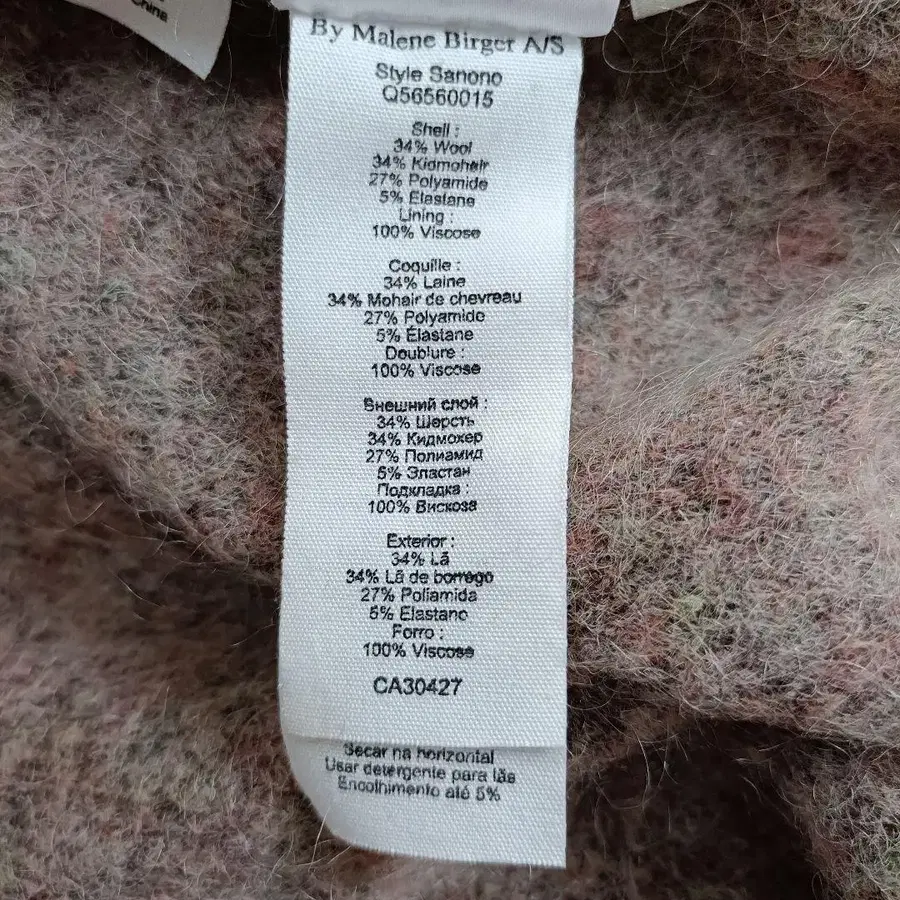 China
By Malene Birger A/S
Style Sanono
Q56560015
Shell :
34% Wool
34% Kidmohair
27% Polyamide
5% Elastane
Lining :
100% Viscose
Coquille :
34% Laine
34% Mohair de chevreau
27% Polyamide
5% Élastane
Doublure :
100% Viscose
Внешний слой :
34% Шерсть
34% Кидмохер
27% Полиамид
5% Эластан
Подкладка :
100% Вискоза
Exterior :
34% Lã
34% Lã de borrego
27% Poliamida
5% Elastano
Forro :
100% Viscose
CA30427
Secar na horizontal
Usar detergente para lãs
Encolhimento até 5%